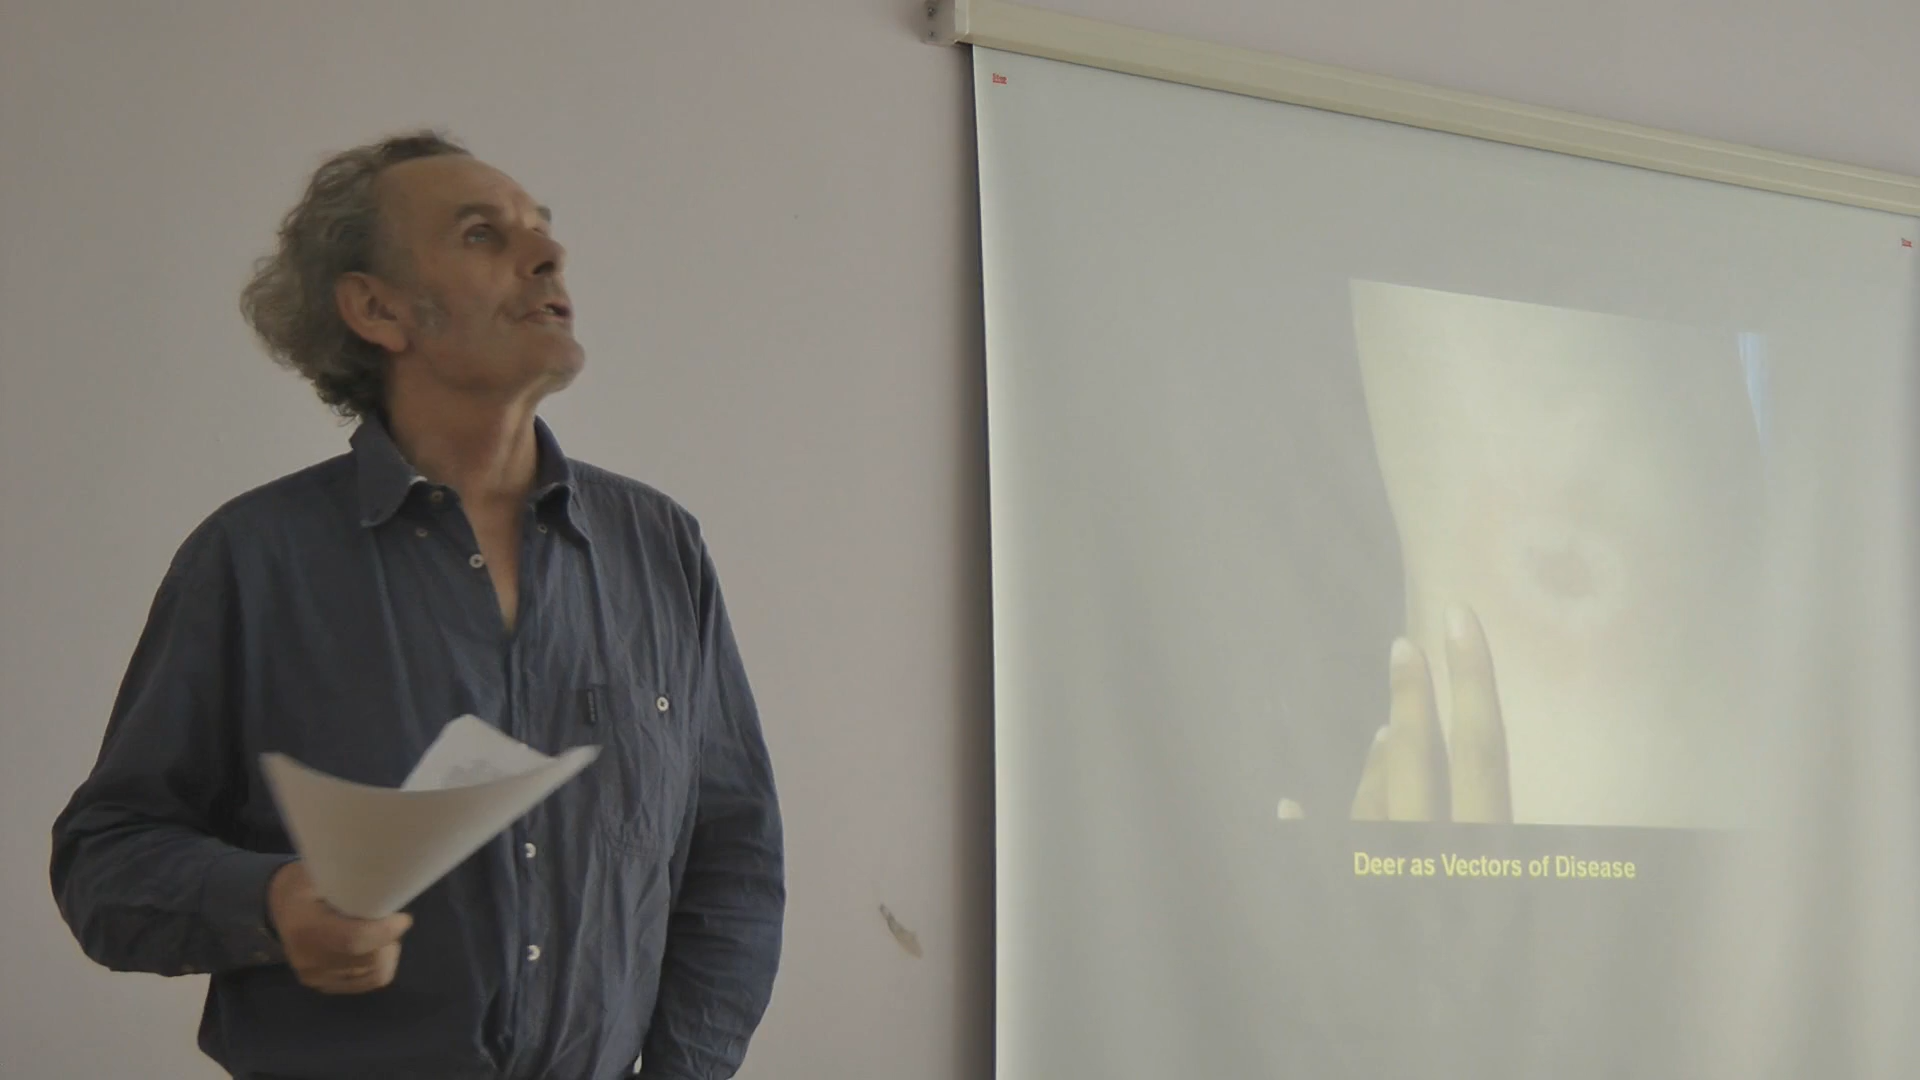 Deer as Vectors of Disease